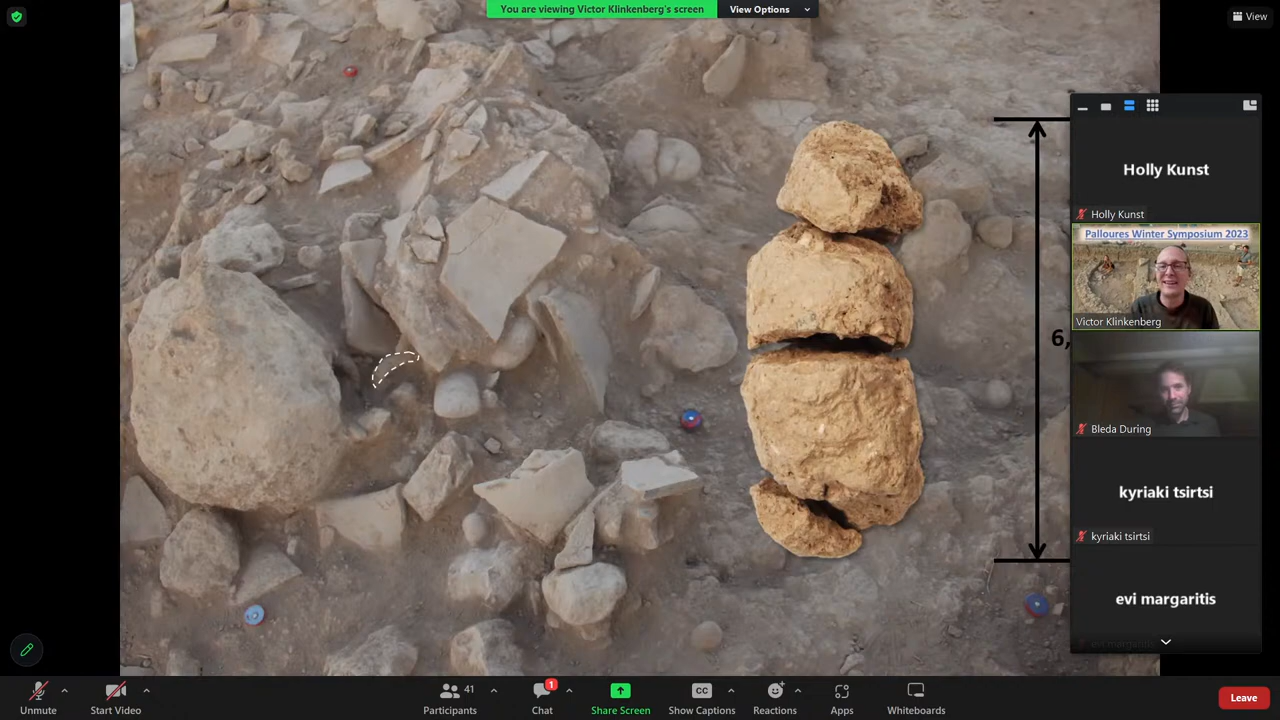 You are viewing Victor Klinkenberg's screen
View Options
View
Holly Kunst
Holly Kunst
Palloures Winter Symposium 2023
Victor Klinkenberg
Bleda During
kyriaki tsirtsi
kyriaki tsirtsi
evi margaritis
evi margaritis
6,
Unmute
Start Video
Participants
41
Chat
1
Share Screen
CC
Show Captions
Reactions
Apps
Whiteboards
Leave